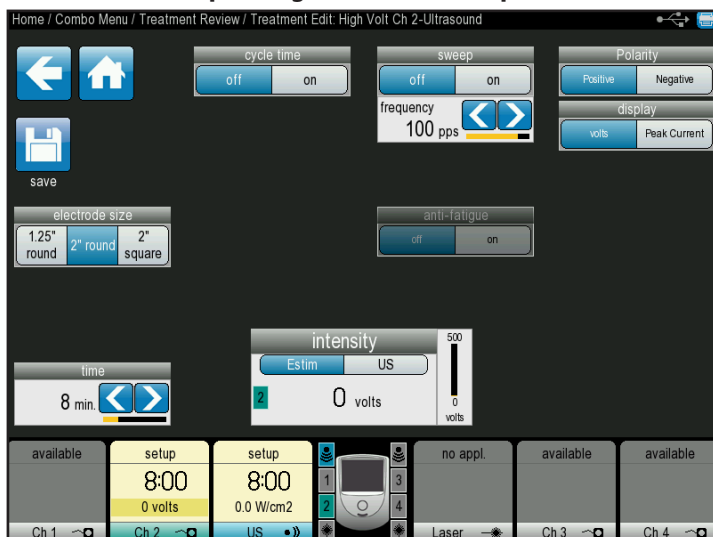 Home / Combo Menu / Treatment Review / Treatment Edit: High Volt Ch 2-Ultrasound
cycle time
off on
sweep
off on
frequency
100 pps
Polarity
Positive Negative
display
volts Peak Current
save
electrode size
1.25" round
2" round
2" square
anti-fatigue
off on
time
8 min.
intensity
Estim US
2 0 volts
500
0
volts
available
Ch 1
setup
8:00
0 volts
Ch 2
setup
8:00
0.0 W/cm2
US
1
2
3
4
no appl.
Laser
available
Ch 3
available
Ch 4